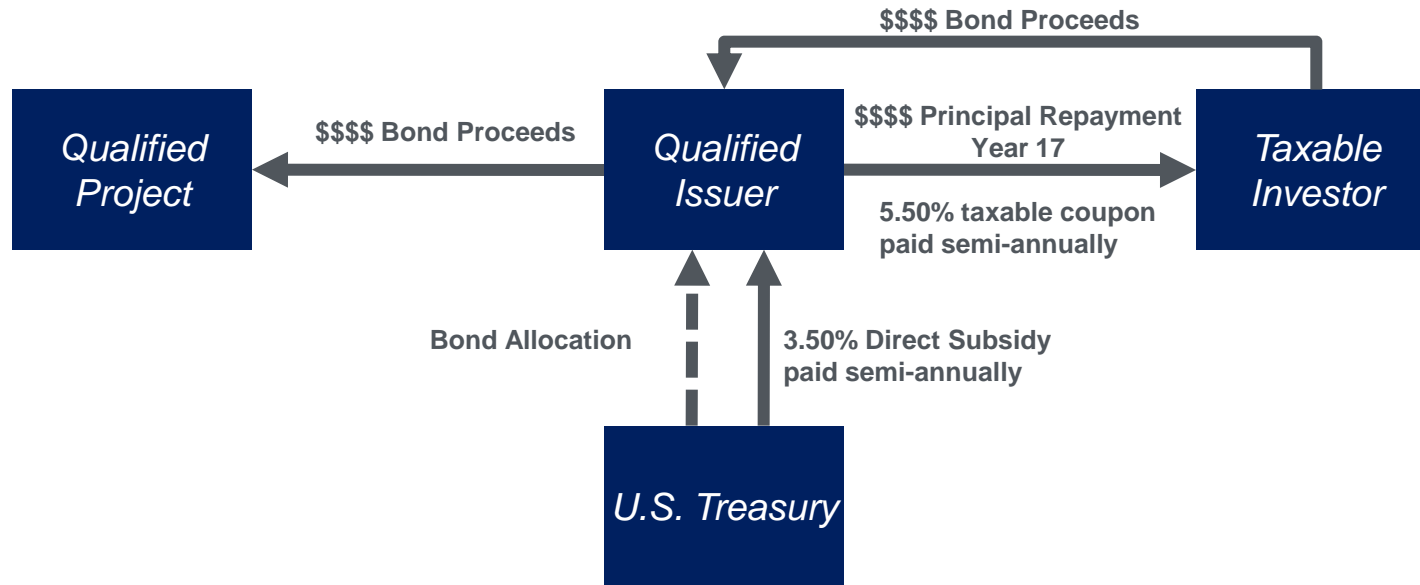 $$$$ Bond Proceeds
Qualified
Project
$$$$ Bond Proceeds
Qualified
Issuer
$$$$ Principal Repayment
Year 17
5.50% taxable coupon
paid semi-annually
Taxable
Investor
Bond Allocation
3.50% Direct Subsidy
paid semi-annually
U.S. Treasury